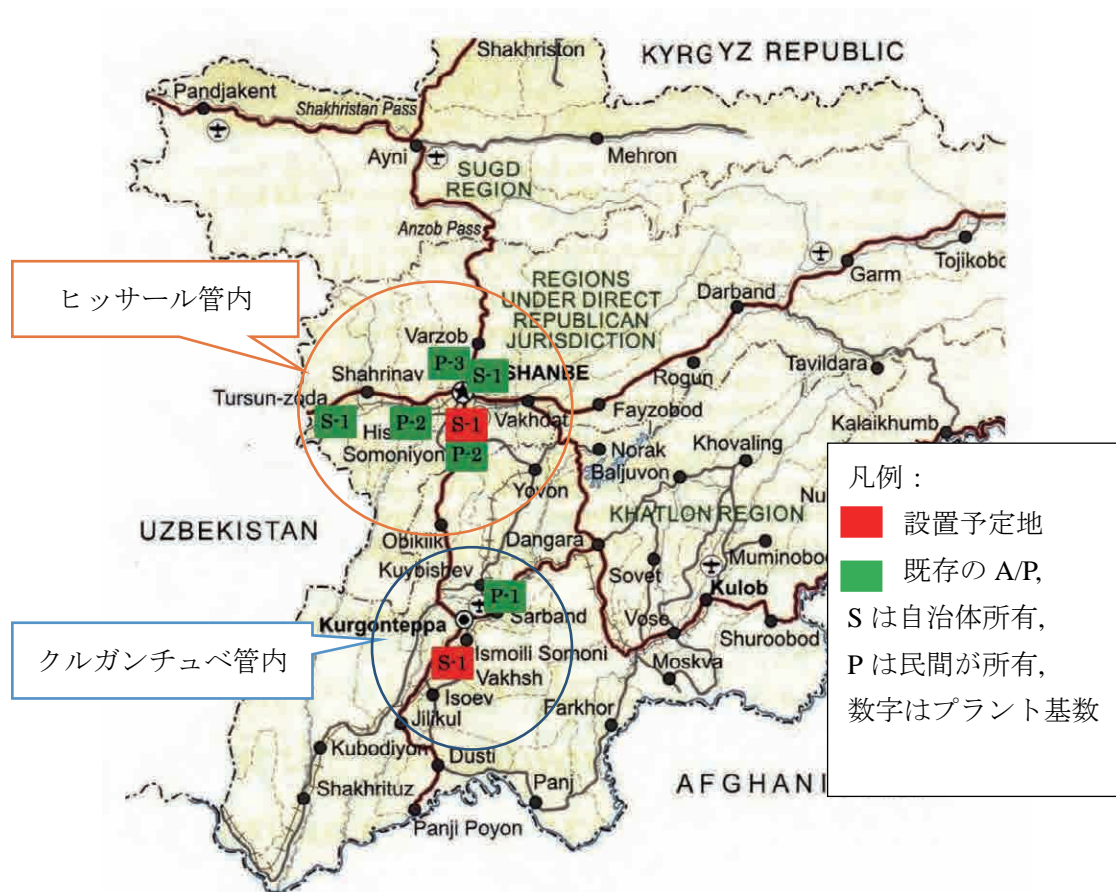 Shakhriston
KYRGYZ REPUBLIC
Pandjakent
Shakhristan Pass
Ayni
Mehron
SUGD
REGION
Anzob Pass
Tojikobo
Garm
ヒッサール管内
REGIONS
UNDER DIRECT
REPUBLICAN
JURISDICTION
Darband
Varzob
P-3
S-1
SHANBE
Rogun
Tavildara
Shahrinav
Tursun-zoda
Vakhdat
Fayzobod
Kalaikhumb
S-1
His
P-2
S-1
Somoniyon
P-2
Norak
Khovaling
Baljuvon
Yovon
UZBEKISTAN
KHATLON REGION
Nu
Obikiik
Dangara
Muminobod
Kuybishev
Sovet
P-1
Kulob
Sarband
Kurgonteppa
Vose
Shuroobod
クルガンチュベ管内
Ismoili Somoni
S-1
Vakhsh
Moskva
Isoev
Jilikul
Farkhor
Kubodiyom
Dusti
Shakhrituz
Panj
AFGHANI
Panji Poyon
凡例：
設置予定地
既存の A/P,
S は自治体所有,
P は民間が所有,
数字はプラント基数